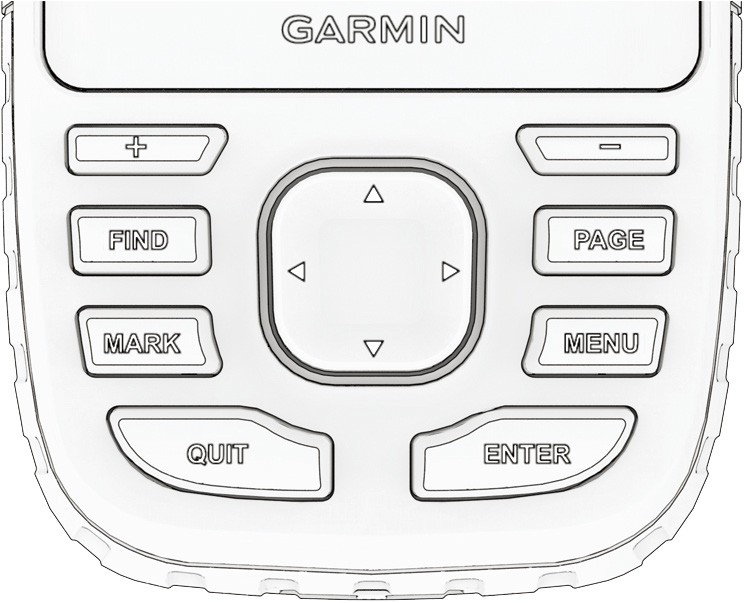 GARMIN
+ -
FIND PAGE
MARK MENU
QUIT ENTER